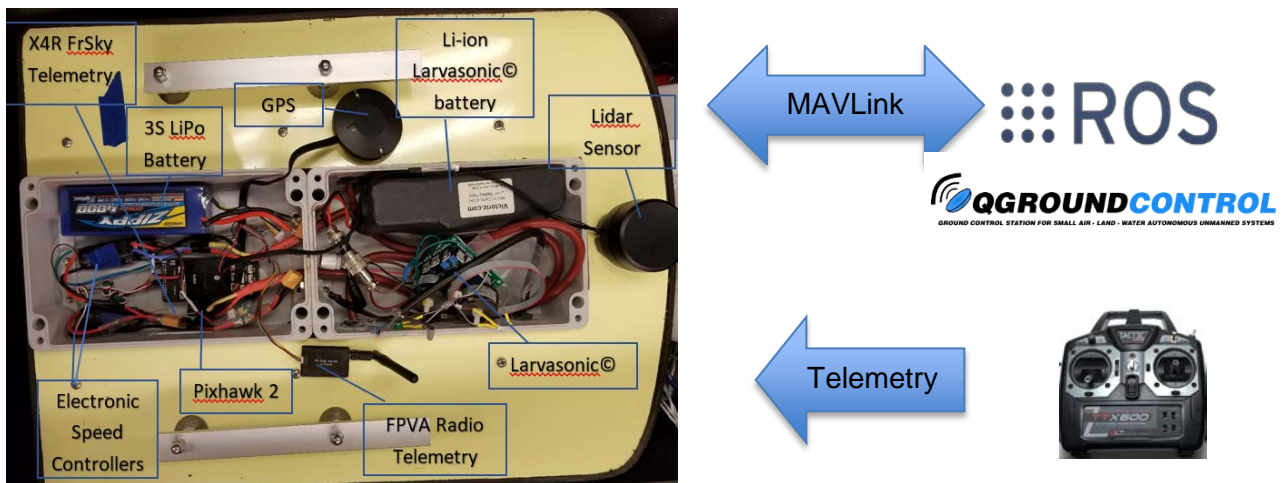 X4R FrSky
Telemetry
3S LiPo
Battery
GPS
Li-ion
Larvasonic©
battery
Lidar
Sensor
ZIPPY
Electronic
Speed
Controllers
Pixhawk 2
FPVA Radio
Telemetry
Larvasonic©
MAVLink
ROS
QGROUNDCONTROL
GROUND CONTROL STATION FOR SMALL AIR - LAND - WATER AUTONOMOUS UNMANNED SYSTEMS
Telemetry